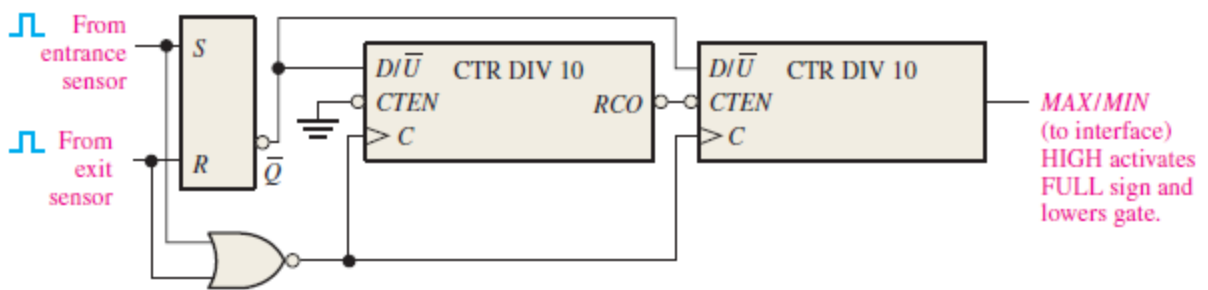 From
entrance
sensor
From
exit
sensor
S
R
Q̅
D/U̅ CTR DIV 10
CTEN RCO
C
D/U̅ CTR DIV 10
CTEN
C
MAX/MIN
(to interface)
HIGH activates
FULL sign and
lowers gate.